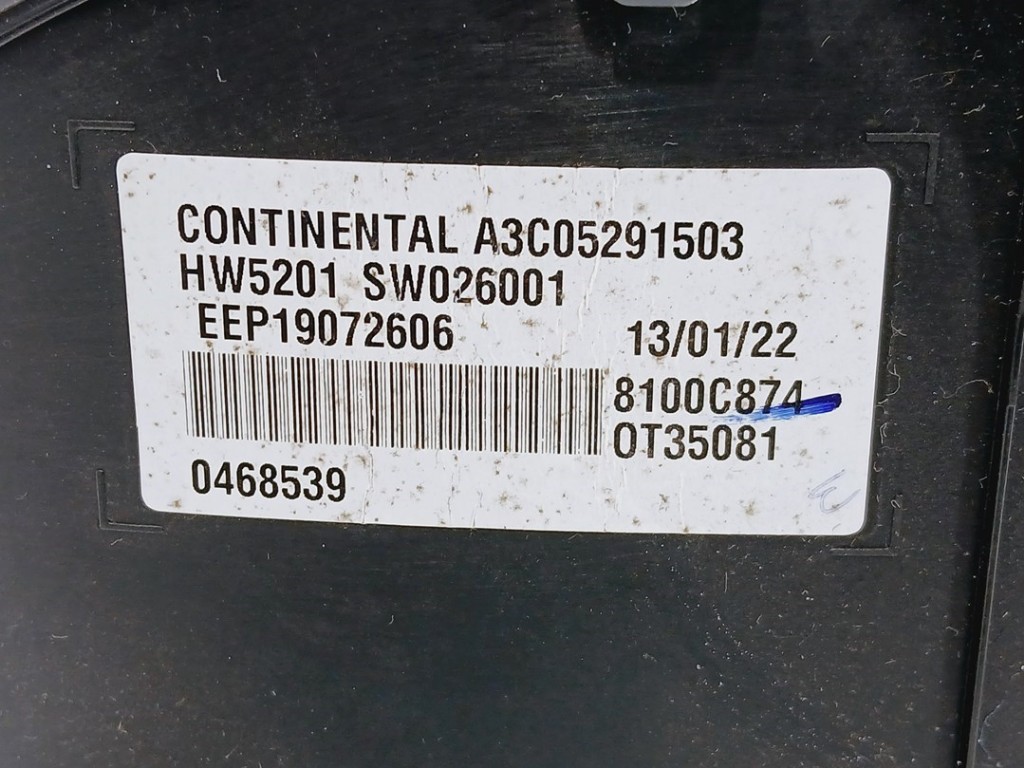 CONTINENTAL A3C05291503
HW5201 SW026001
EEP19072606 13/01/22
8100C874
OT35081
0468539